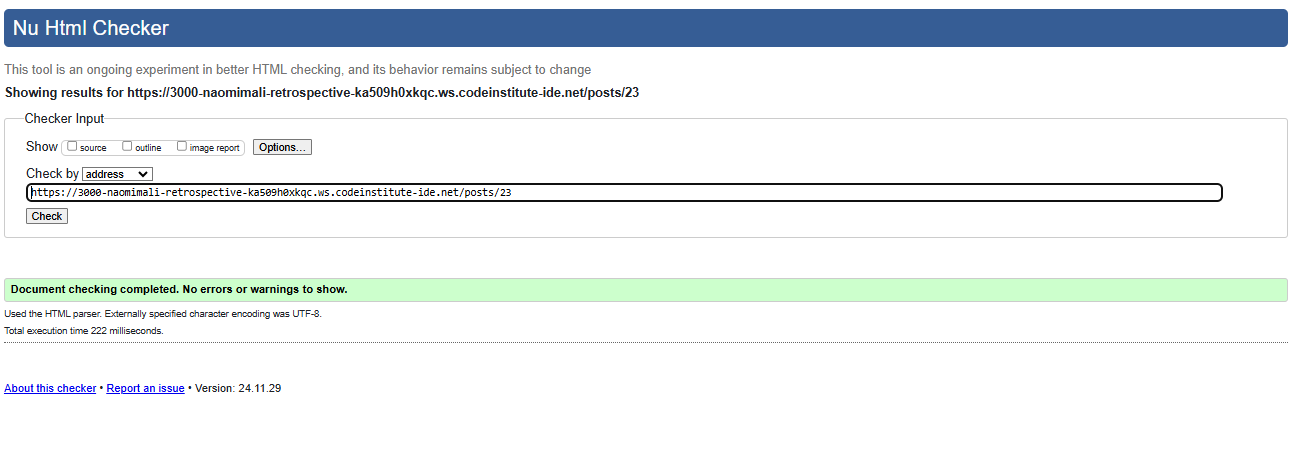 Nu Html Checker
This tool is an ongoing experiment in better HTML checking, and its behavior remains subject to change
Showing results for https://3000-naomimali-retrospective-ka509h0xkqc.ws.codeinstitute-ide.net/posts/23
Checker Input
Show source outline image report Options...
Check by address
https://3000-naomimali-retrospective-ka509h0xkqc.ws.codeinstitute-ide.net/posts/23
Check
Document checking completed. No errors or warnings to show.
Used the HTML parser. Externally specified character encoding was UTF-8.
Total execution time 222 milliseconds.
About this checker • Report an issue • Version: 24.11.29